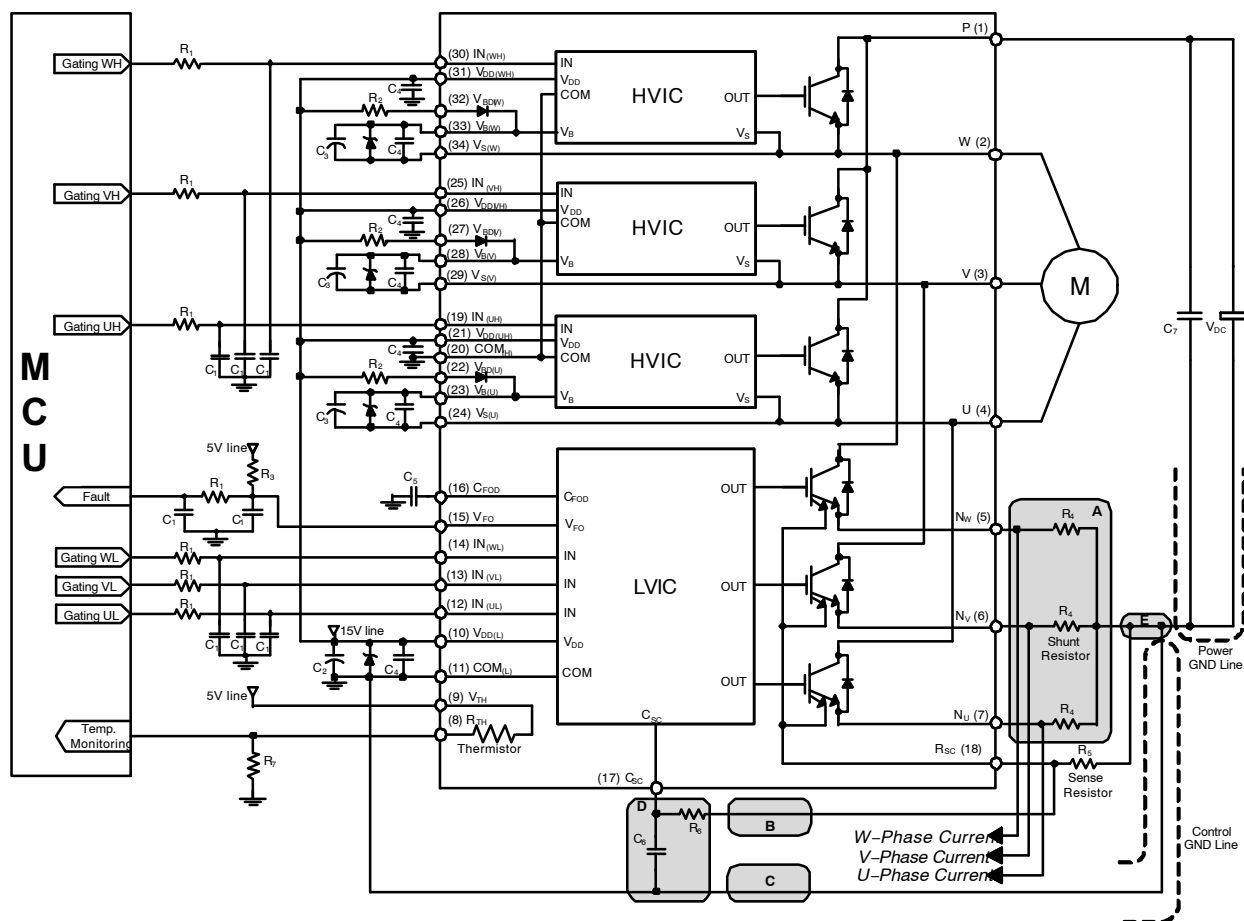 P (1)
Gating WH
R1
(30) IN(WH)
(31) VDD(WH)
C4
R2
(32) VBD(W)
(33) VB(W)
C3
C4
(34) VS(W)
IN
VDD
COM
VB
HVIC
OUT
VS
W (2)
Gating VH
R1
(25) IN (VH)
(26) VDD(VH)
C4
R2
(27) VBD(V)
(28) VB(V)
C3
C4
(29) VS(V)
IN
VDD
COM
VB
HVIC
OUT
VS
V (3)
M
C7
VDC
Gating UH
R1
(19) IN (UH)
(21) VDD(UH)
(20) COM(H)
C4
R2
(22) VBD(U)
(23) VB(U)
C3
C4
(24) VS(U)
C1
C1
C1
IN
VDD
COM
VB
HVIC
OUT
VS
U (4)
M
C
U
5V line
R3
Fault
R1
C1
C1
C5
(16) CFOD
(15) VFO
(14) IN(WL)
(13) IN (VL)
(12) IN (UL)
(10) VDD(L)
(11) COM(L)
(9) VTH
(8) RTH
Thermistor
CFOD
VFO
IN
IN
IN
VDD
COM
LVIC
OUT
OUT
OUT
CSC
Gating WL
R1
Gating VL
R1
Gating UL
R1
C1
C1
C1
15V line
C2
C4
5V line
Temp.
Monitoring
R7
NW (5)
NV (6)
NU (7)
RSC (18)
A
R4
R4
Shunt
Resistor
R4
E
Power
GND Line
R5
Sense
Resistor
(17) CSC
D
R6
C6
B
C
W-Phase Current
V-Phase Current
U-Phase Current
Control
GND Line